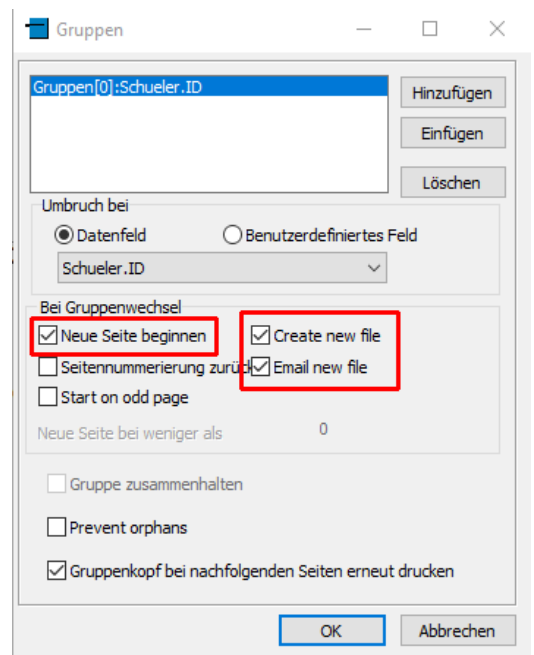 Gruppen
Gruppen[0]:Schueler.ID
Hinzufügen
Einfügen
Löschen
Umbruch bei
Datenfeld Benutzerdefiniertes Feld
Schueler.ID
Bei Gruppenwechsel
Neue Seite beginnen Create new file
Seitennummerierung zurück Email new file
Start on odd page
Neue Seite bei weniger als 0
Gruppe zusammenhalten
Prevent orphans
Gruppenkopf bei nachfolgenden Seiten erneut drucken
OK Abbrechen